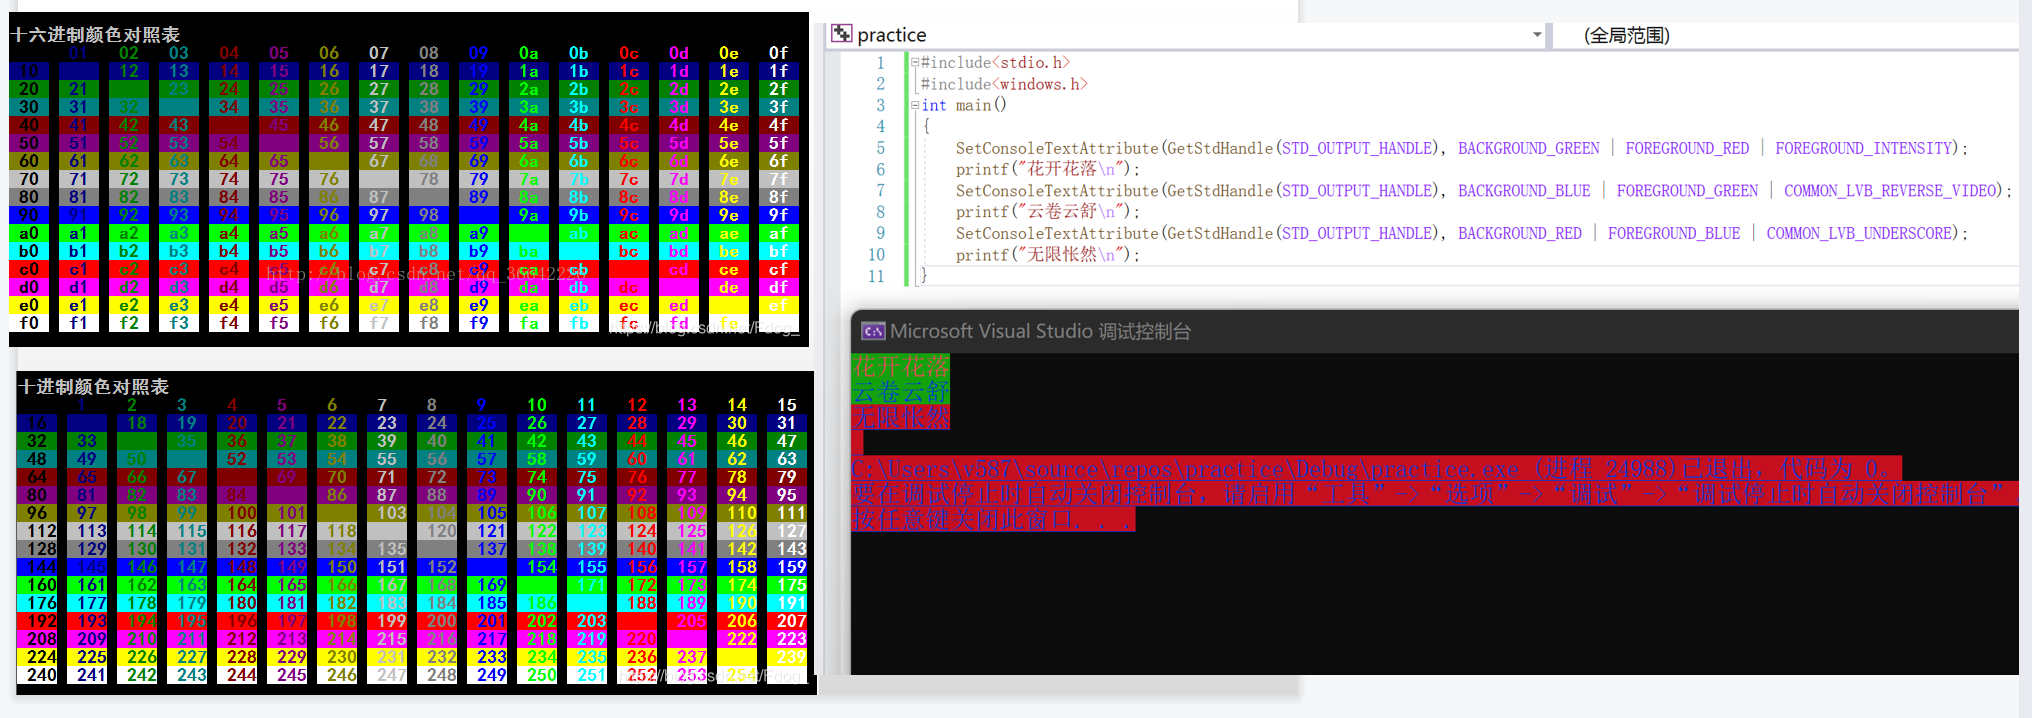 十六进制颜色对照表
01 02 03 04 05 06 07 08 09 0a 0b 0c 0d 0e 0f
10 12 13 14 15 16 17 18 19 1a 1b 1c 1d 1e 1f
20 21 23 24 25 26 27 28 29 2a 2b 2c 2d 2e 2f
30 31 32 34 35 36 37 38 39 3a 3b 3c 3d 3e 3f
40 41 42 43 45 46 47 48 49 4a 4b 4c 4d 4e 4f
50 51 52 53 54 56 57 58 59 5a 5b 5c 5d 5e 5f
60 61 62 63 64 65 67 68 69 6a 6b 6c 6d 6e 6f
70 71 72 73 74 75 76 78 79 7a 7b 7c 7d 7e 7f
80 81 82 83 84 85 86 87 89 8a 8b 8c 8d 8e 8f
90 91 92 93 94 95 96 97 98 9a 9b 9c 9d 9e 9f
a0 a1 a2 a3 a4 a5 a6 a7 a8 a9 ab ac ad ae af
b0 b1 b2 b3 b4 b5 b6 b7 b8 b9 ba bc bd be bf
c0 c1 c2 c3 c4 c5 c6 c7 c8 c9 ca cb cd ce cf
d0 d1 d2 d3 d4 d5 d6 d7 d8 d9 da db dc de df
e0 e1 e2 e3 e4 e5 e6 e7 e8 e9 ea eb ec ed ef
f0 f1 f2 f3 f4 f5 f6 f7 f8 f9 fa fb fc fd fe
十进制颜色对照表
1 2 3 4 5 6 7 8 9 10 11 12 13 14 15
16 18 19 20 21 22 23 24 25 26 27 28 29 30 31
32 33 35 36 37 38 39 40 41 42 43 44 45 46 47
48 49 50 52 53 54 55 56 57 58 59 60 61 62 63
64 65 66 67 69 70 71 72 73 74 75 76 77 78 79
80 81 82 83 84 86 87 88 89 90 91 92 93 94 95
96 97 98 99 100 101 103 104 105 106 107 108 109 110 111
112 113 114 115 116 117 118 120 121 122 123 124 125 126 127
128 129 130 131 132 133 134 135 137 138 139 140 141 142 143
144 145 146 147 148 149 150 151 152 154 155 156 157 158 159
160 161 162 163 164 165 166 167 168 169 171 172 173 174 175
176 177 178 179 180 181 182 183 184 185 186 188 189 190 191
192 193 194 195 196 197 198 199 200 201 202 203 205 206 207
208 209 210 211 212 213 214 215 216 217 218 219 220 222 223
224 225 226 227 228 229 230 231 232 233 234 235 236 237 239
240 241 242 243 244 245 246 247 248 249 250 251 252 253 254
practice (全局范围)
1 #include<stdio.h>
2 #include<windows.h>
3 int main()
4 {
5 SetConsoleTextAttribute(GetStdHandle(STD_OUTPUT_HANDLE), BACKGROUND_GREEN | FOREGROUND_RED | FOREGROUND_INTENSITY);
6 printf("花开花落\n");
7 SetConsoleTextAttribute(GetStdHandle(STD_OUTPUT_HANDLE), BACKGROUND_BLUE | FOREGROUND_GREEN | COMMON_LVB_REVERSE_VIDEO);
8 printf("云卷云舒\n");
9 SetConsoleTextAttribute(GetStdHandle(STD_OUTPUT_HANDLE), BACKGROUND_RED | FOREGROUND_BLUE | COMMON_LVB_UNDERSCORE);
10 printf("无限怅然\n");
11 }
Microsoft Visual Studio 调试控制台
花开花落
云卷云舒
无限怅然
C:\Users\y587\source\repos\practice\Debug\practice.exe (进程 24988)已退出，代码为 0。
要在调试停止时自动关闭控制台，请启用“工具”->“选项”->“调试”->“调试停止时自动关闭控制台”。
按任意键关闭此窗口. . .